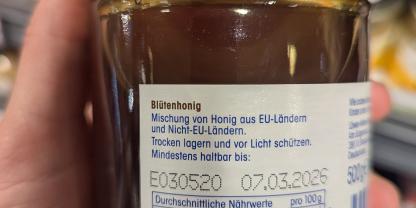 Blütenhonig
Mischung von Honig aus EU-Ländern
und Nicht-EU-Ländern.
Trocken lagern und vor Licht schützen.
Mindestens haltbar bis:
E030520 07.03.2026
Durchschnittliche Nährwerte pro 100g
500g